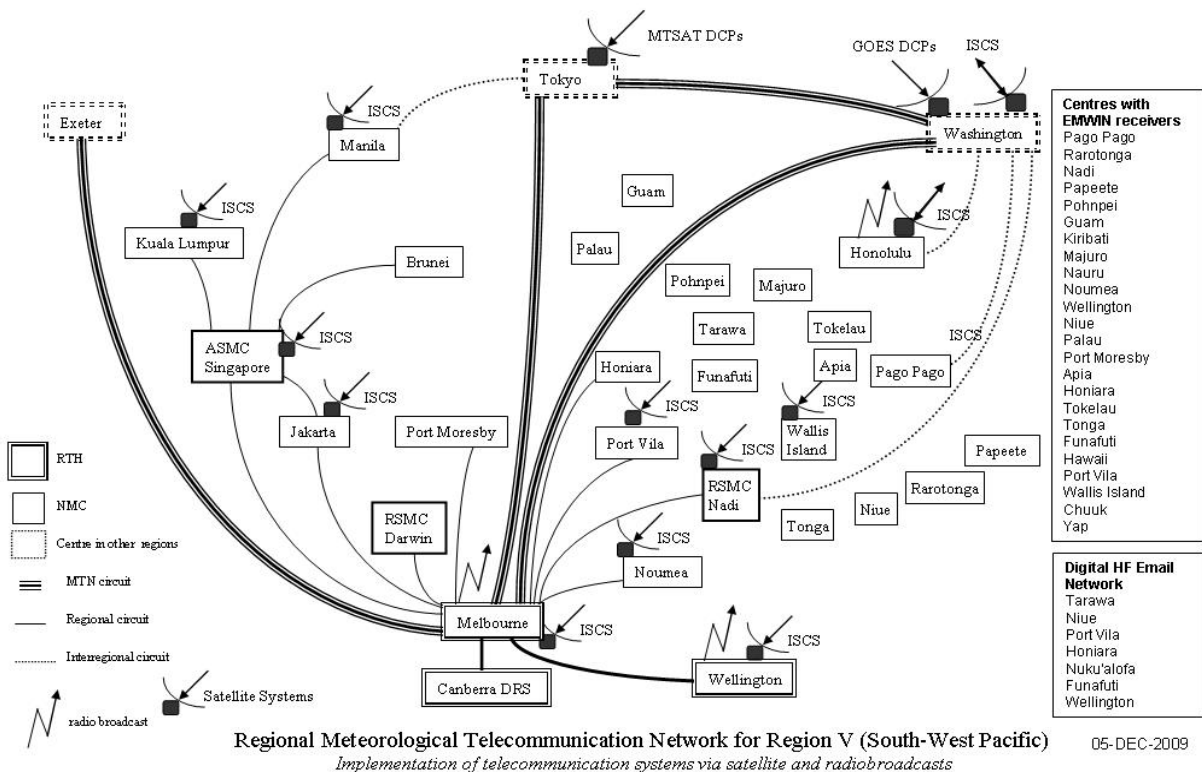 MTSAT DCPs
GOES DCPs
ISCS
Tokyo
Exeter
ISCS
Manila
Washington
Guam
ISCS
Kuala Lumpur
ISCS
Honolulu
Palau
Brunei
Pohnpei
Majuro
ASMC
Singapore
ISCS
Tarawa
Tokelau
ISCS
Honiara
Funafuti
Apia
Pago Pago
ISCS
Jakarta
Port Moresby
ISCS
Port Vila
ISCS
Wallis
Island
Papeete
ISCS
RSMC
Nadi
Rarotonga
Niue
Tonga
RSMC
Darwin
ISCS
Noumea
Melbourne
ISCS
ISCS
Wellington
Canberra DRS
RTH
NMC
Centre in other regions
MTN circuit
Regional circuit
Interregional circuit
radio broadcast
Satellite Systems
Centres with
EMWIN receivers
Pago Pago
Rarotonga
Nadi
Papeete
Pohnpei
Guam
Kiribati
Majuro
Nauru
Noumea
Wellington
Niue
Palau
Port Moresby
Apia
Honiara
Tokelau
Tonga
Funafuti
Hawaii
Port Vila
Wallis Island
Chuuk
Yap
Digital HF Email
Network
Tarawa
Niue
Port Vila
Honiara
Nuku'alofa
Funafuti
Wellington
Regional Meteorological Telecommunication Network for Region V (South-West Pacific)
05-DEC-2009
Implementation of telecommunication systems via satellite and radiobroadcasts